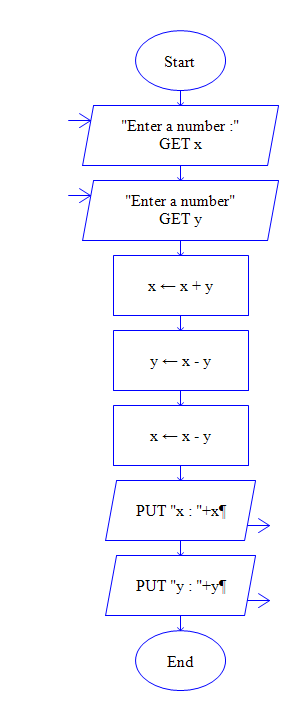 Start
"Enter a number :"
GET x
"Enter a number"
GET y
x ← x + y
y ← x - y
x ← x - y
PUT "x : "+x¶
PUT "y : "+y¶
End